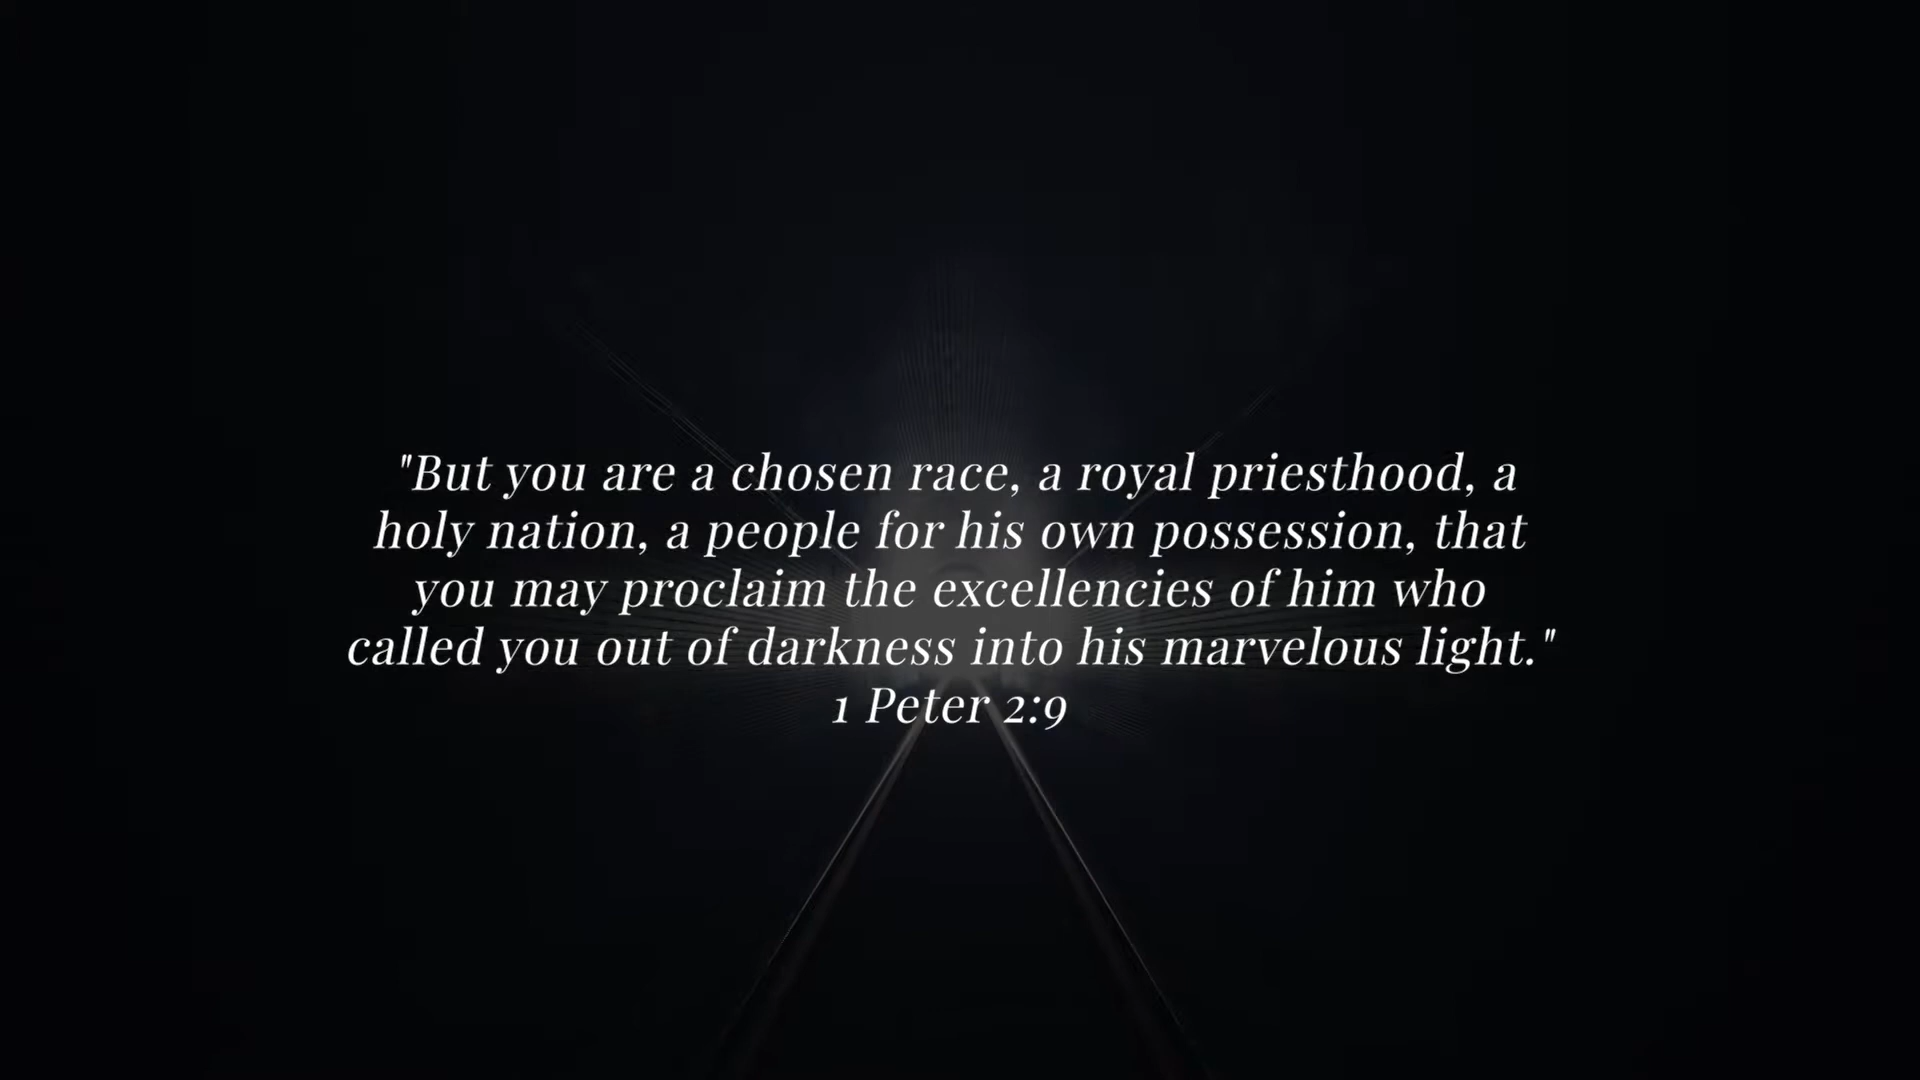 "But you are a chosen race, a royal priesthood, a
holy nation, a people for his own possession, that
you may proclaim the excellencies of him who
called you out of darkness into his marvelous light."
1 Peter 2:9